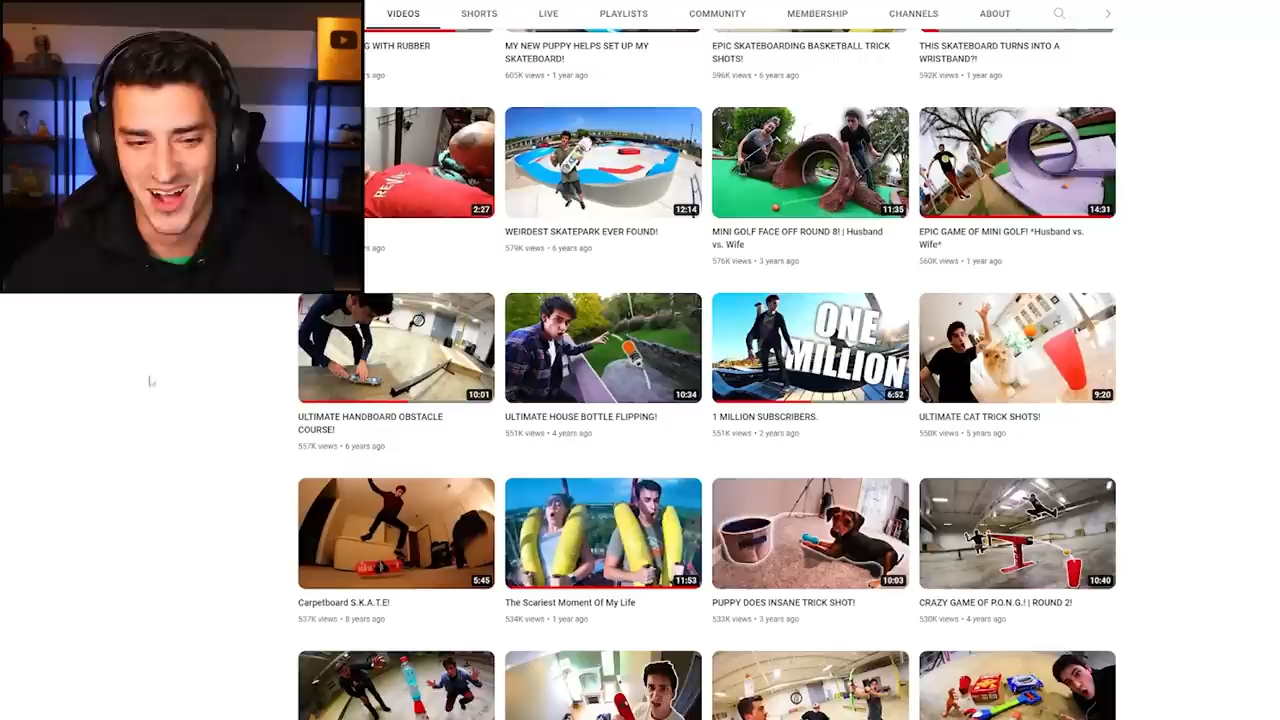 VIDEOS SHORTS LIVE PLAYLISTS COMMUNITY MEMBERSHIP CHANNELS ABOUT
G WITH RUBBER
MY NEW PUPPY HELPS SET UP MY
SKATEBOARD!
EPIC SKATEBOARDING BASKETBALL TRICK
SHOTS!
THIS SKATEBOARD TURNS INTO A
WRISTBAND?!
rs ago
605K views • 1 year ago
596K views • 6 years ago
592K views • 1 year ago
REVIVE
2:27
12:14
11:35
14:31
WEIRDEST SKATEPARK EVER FOUND!
MINI GOLF FACE OFF ROUND 8! | Husband
vs. Wife
EPIC GAME OF MINI GOLF! *Husband vs.
Wife*
rs ago
579K views • 6 years ago
576K views • 3 years ago
560K views • 1 year ago
ONE
MILLION
10:01
10:34
6:52
9:20
ULTIMATE HANDBOARD OBSTACLE
COURSE!
ULTIMATE HOUSE BOTTLE FLIPPING!
1 MILLION SUBSCRIBERS.
ULTIMATE CAT TRICK SHOTS!
557K views • 6 years ago
551K views • 4 years ago
551K views • 2 years ago
550K views • 5 years ago
5:45
11:53
10:03
10:40
Carpetboard S.K.A.T.E!
The Scariest Moment Of My Life
PUPPY DOES INSANE TRICK SHOT!
CRAZY GAME OF P.O.N.G.! | ROUND 2!
537K views • 8 years ago
534K views • 1 year ago
533K views • 3 years ago
530K views • 4 years ago